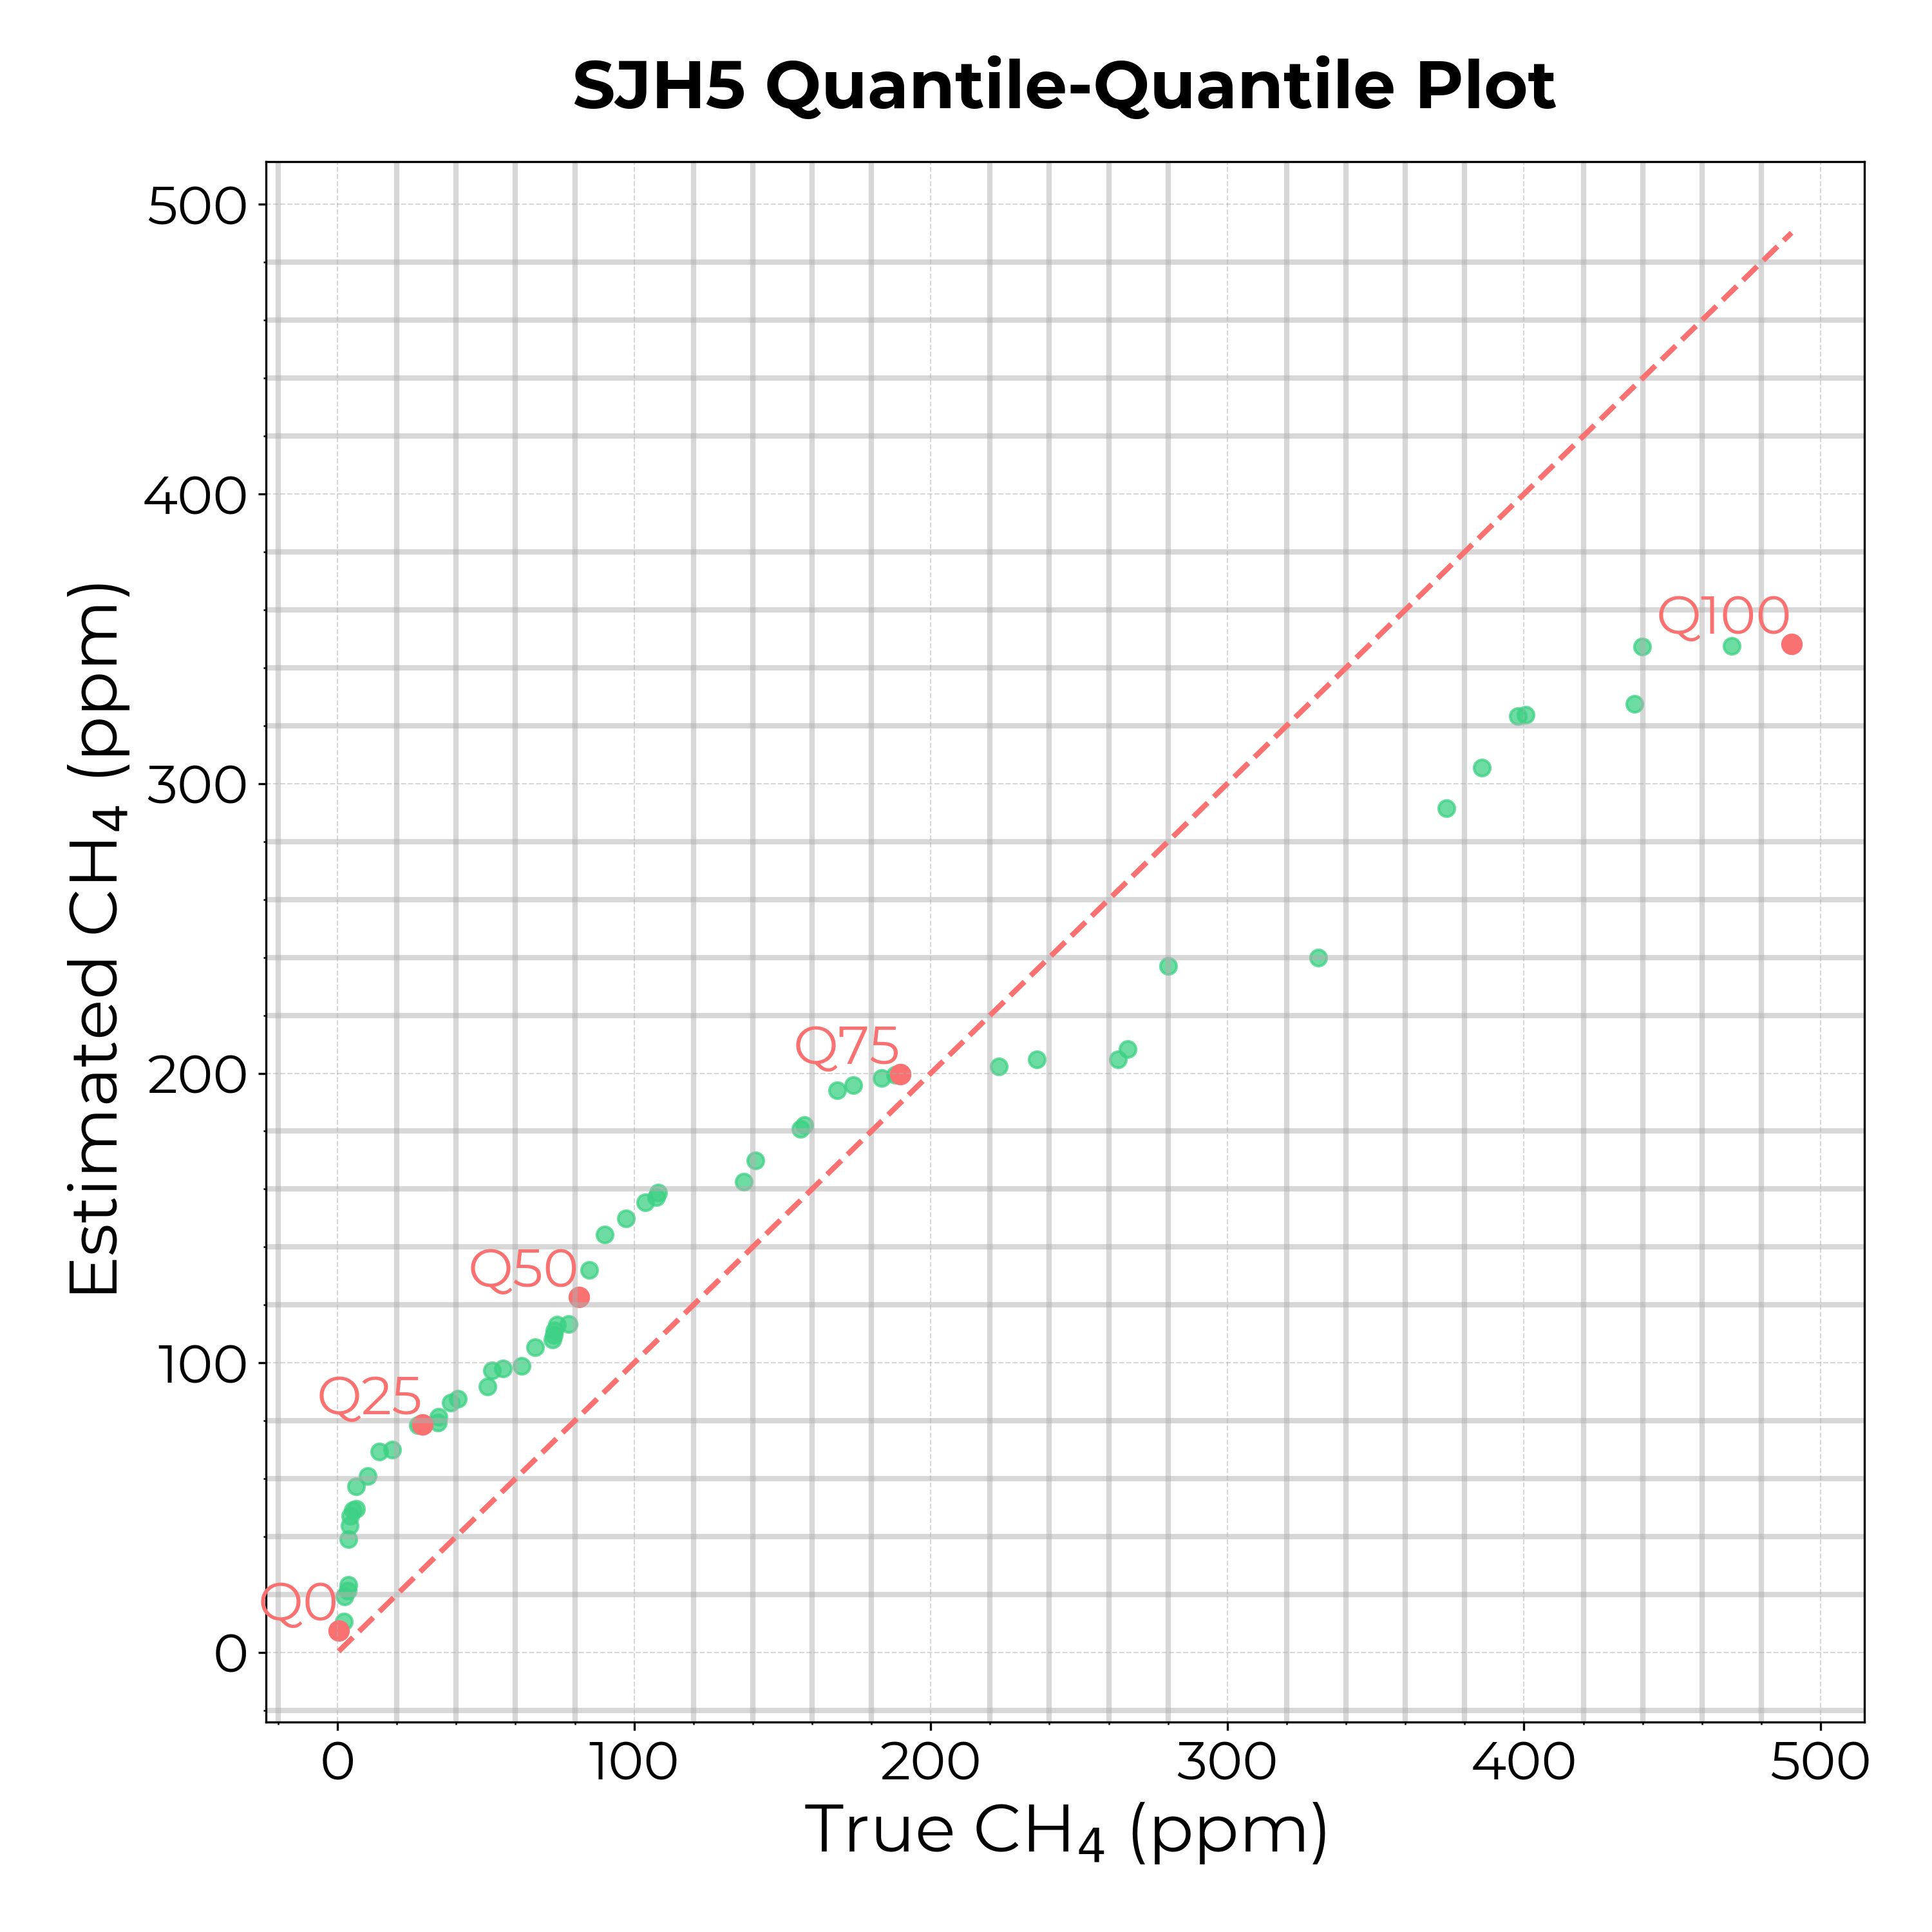 SJH5 Quantile-Quantile Plot
500
400
300
200
100
0
Estimated CH₄ (ppm)
Q100
Q75
Q50
Q25
Q0
0 100 200 300 400 500
True CH₄ (ppm)